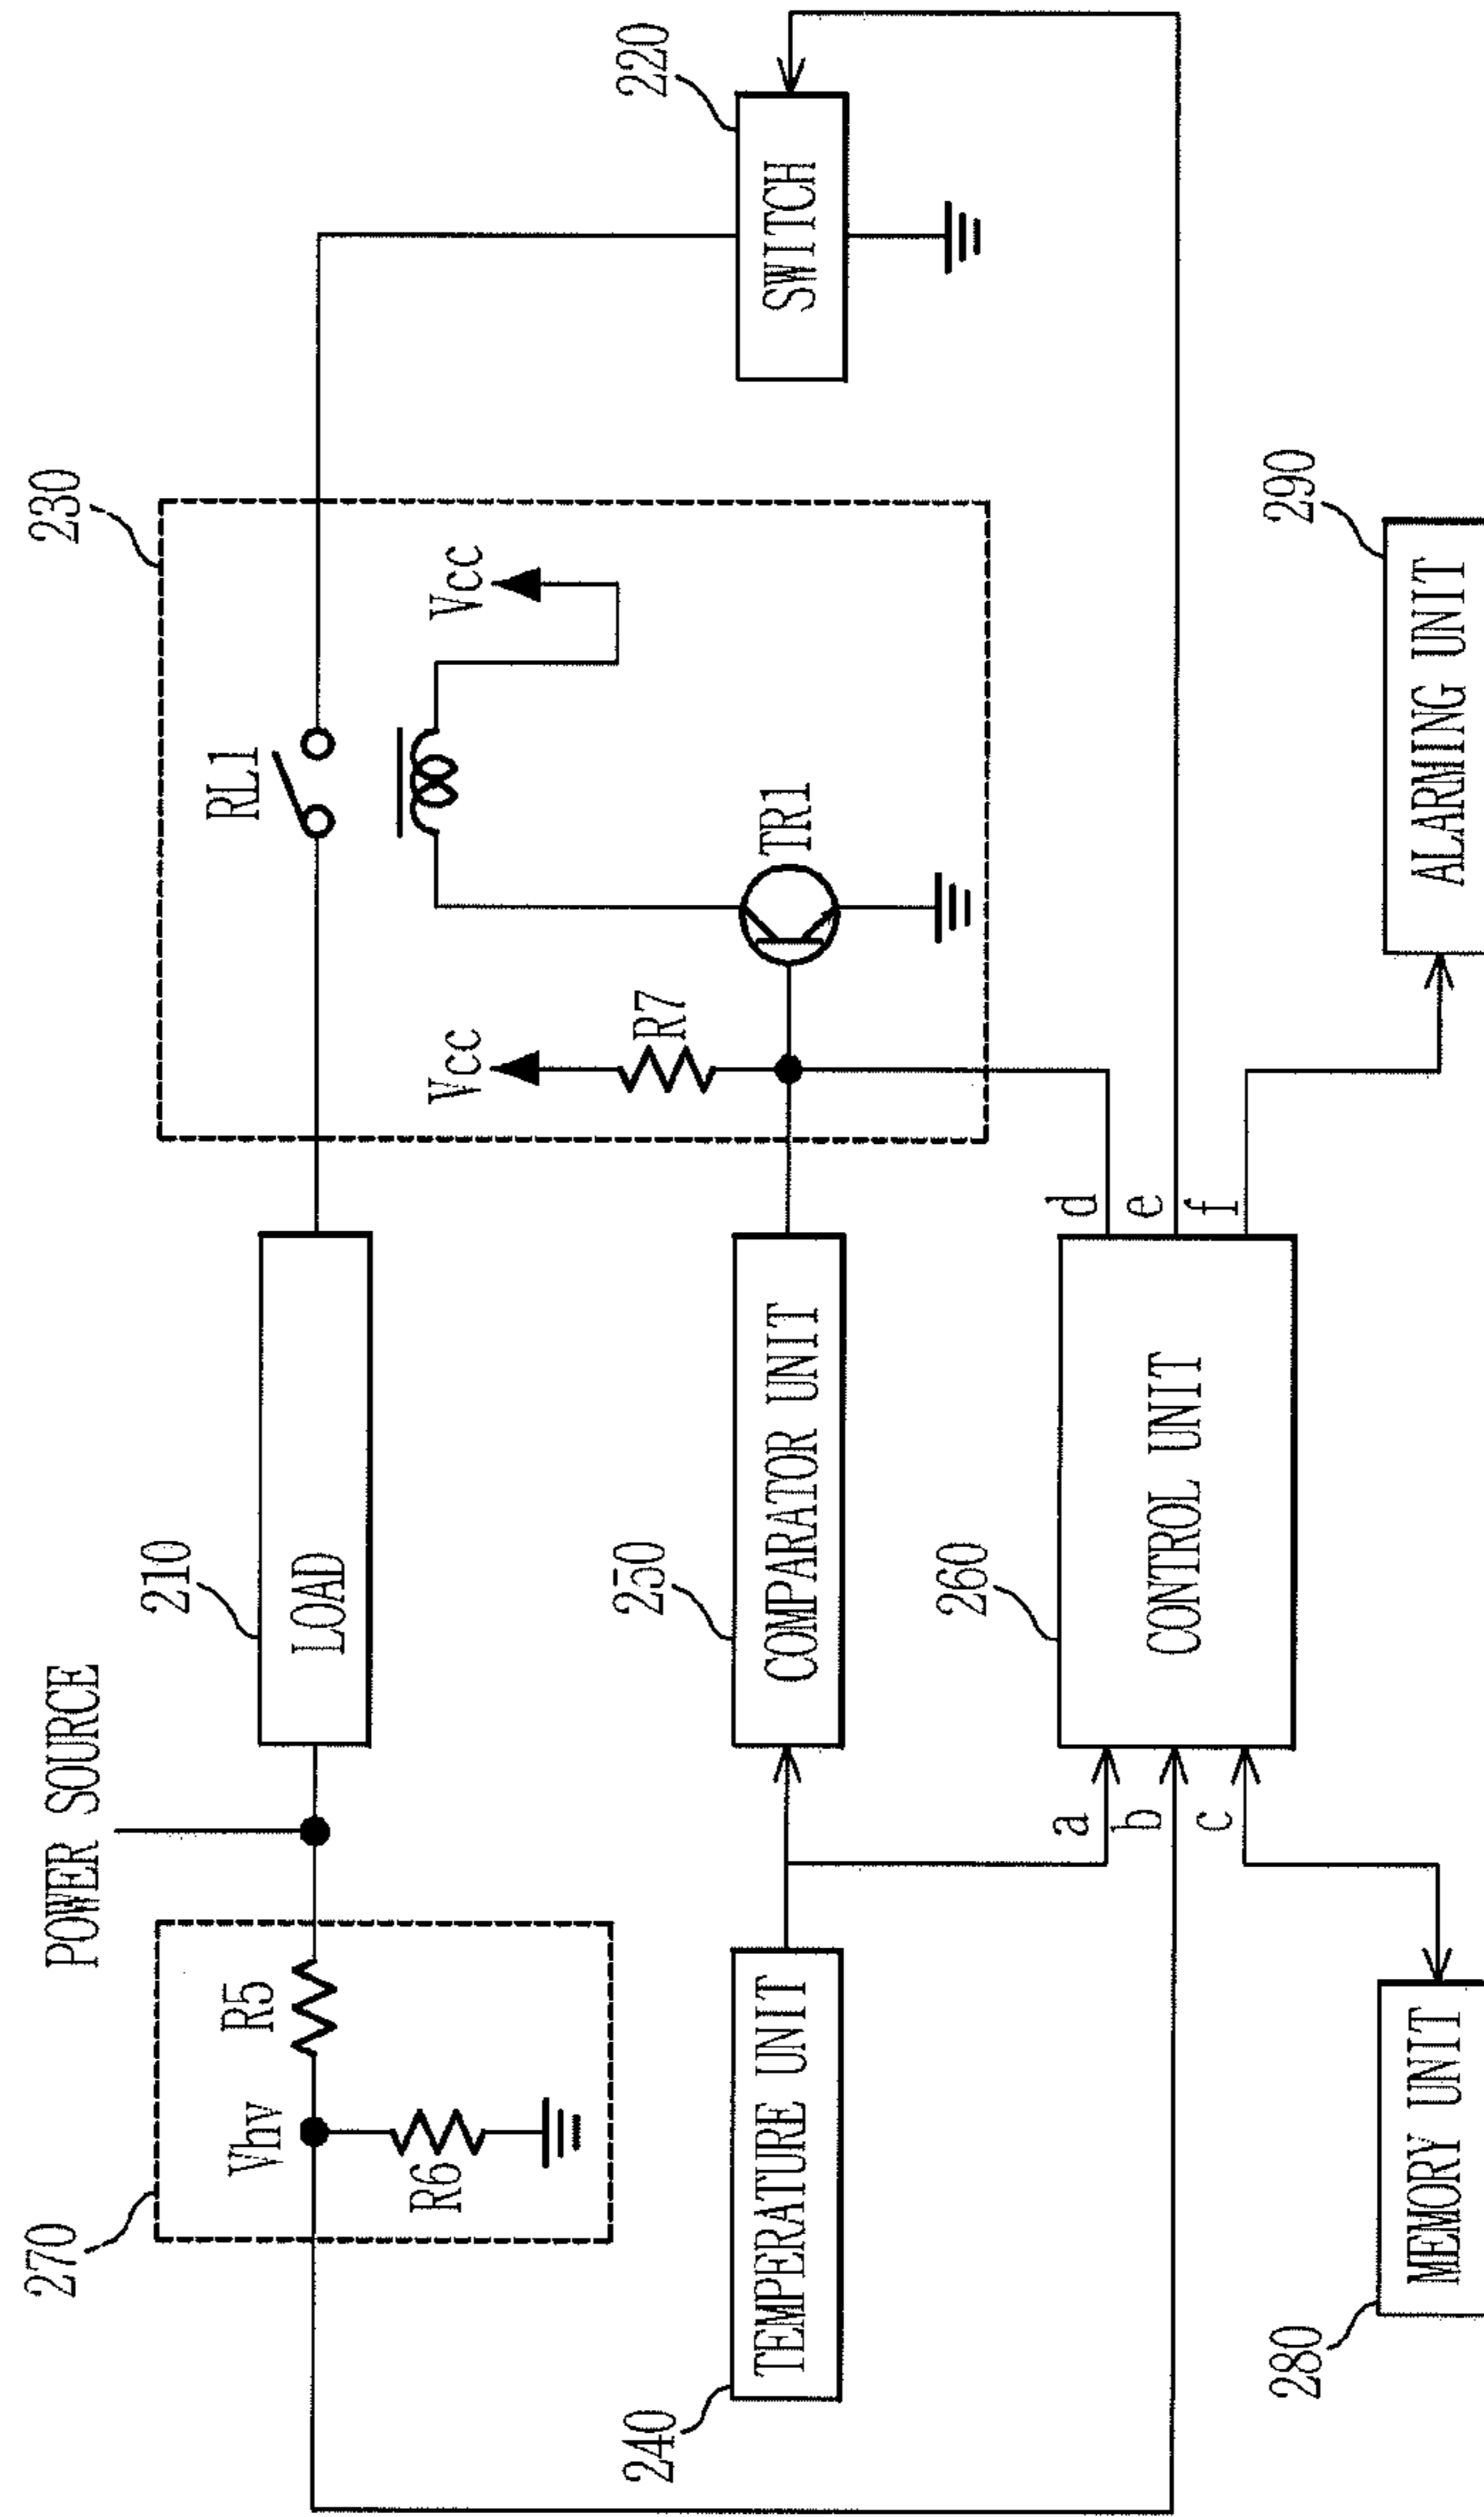 POWER SOURCE
270
Vhv
R5
R6
210
LOAD
230
RL1
Vcc
Vcc
R7
TR1
220
SWITCH
240
TEMPERATURE UNIT
250
COMPARATOR UNIT
260
CONTROL UNIT
a
b
c
d
e
f
280
MEMORY UNIT
290
ALARMING UNIT